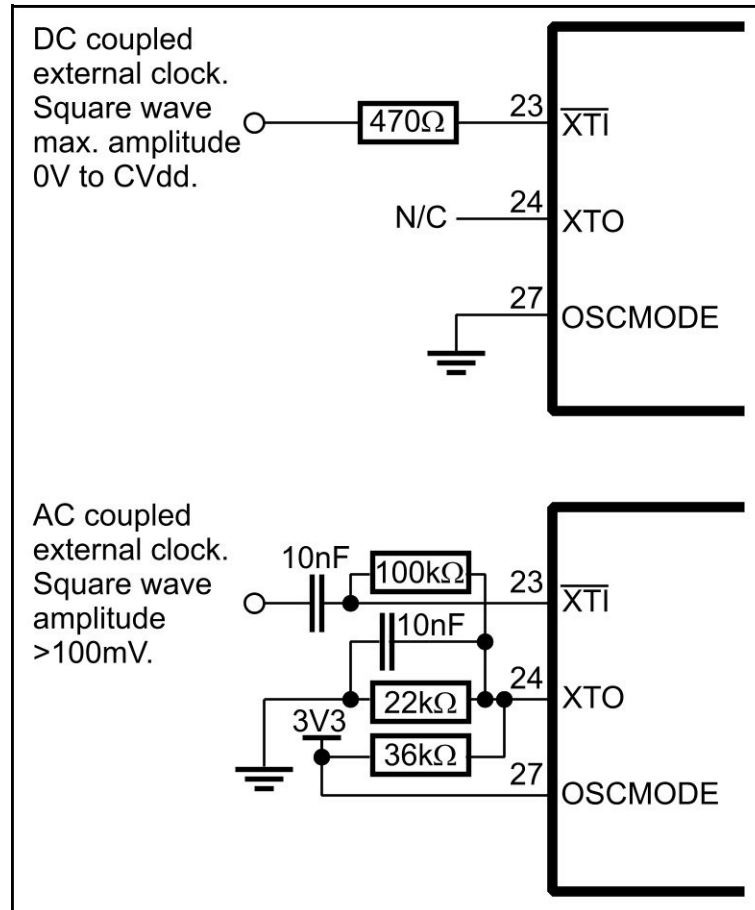 DC coupled
external clock.
Square wave
max. amplitude
0V to CVdd.
470Ω
23
XTI
N/C
24
XTO
27
OSCMODE
AC coupled
external clock.
Square wave
amplitude
>100mV.
10nF
100kΩ
23
XTI
10nF
24
XTO
22kΩ
3V3
36kΩ
27
OSCMODE